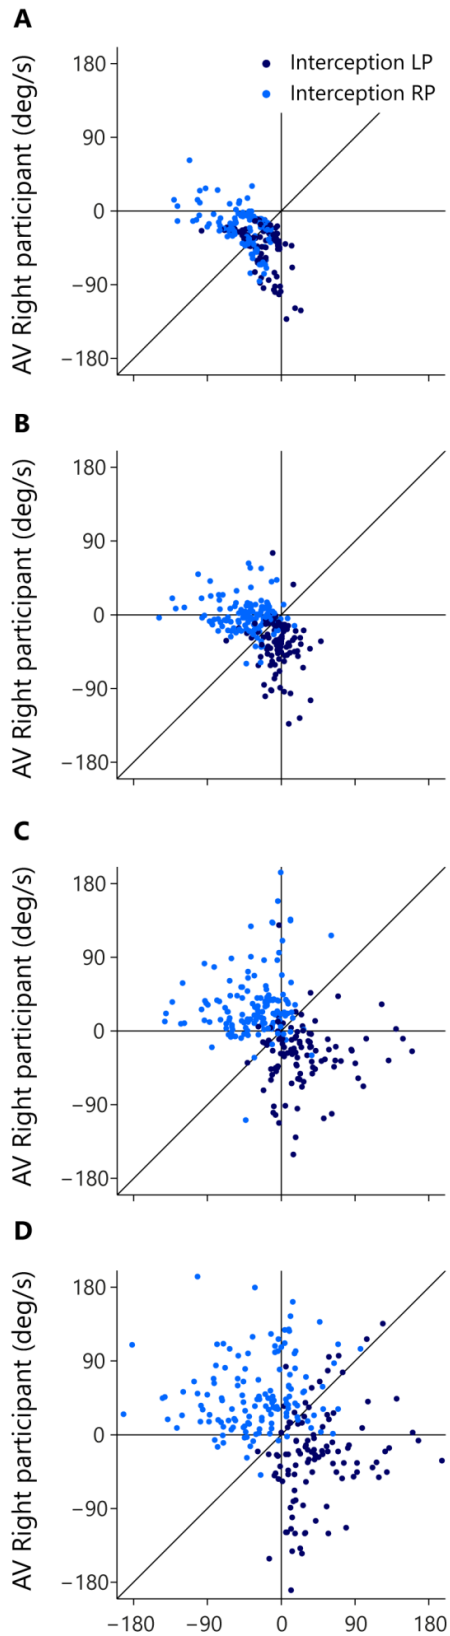 A
AV Right participant (deg/s)
180
90
0
−90
−180
Interception LP
Interception RP
B
AV Right participant (deg/s)
180
90
0
−90
−180
C
AV Right participant (deg/s)
180
90
0
−90
−180
D
AV Right participant (deg/s)
180
90
0
−90
−180
−180 −90 0 90 180